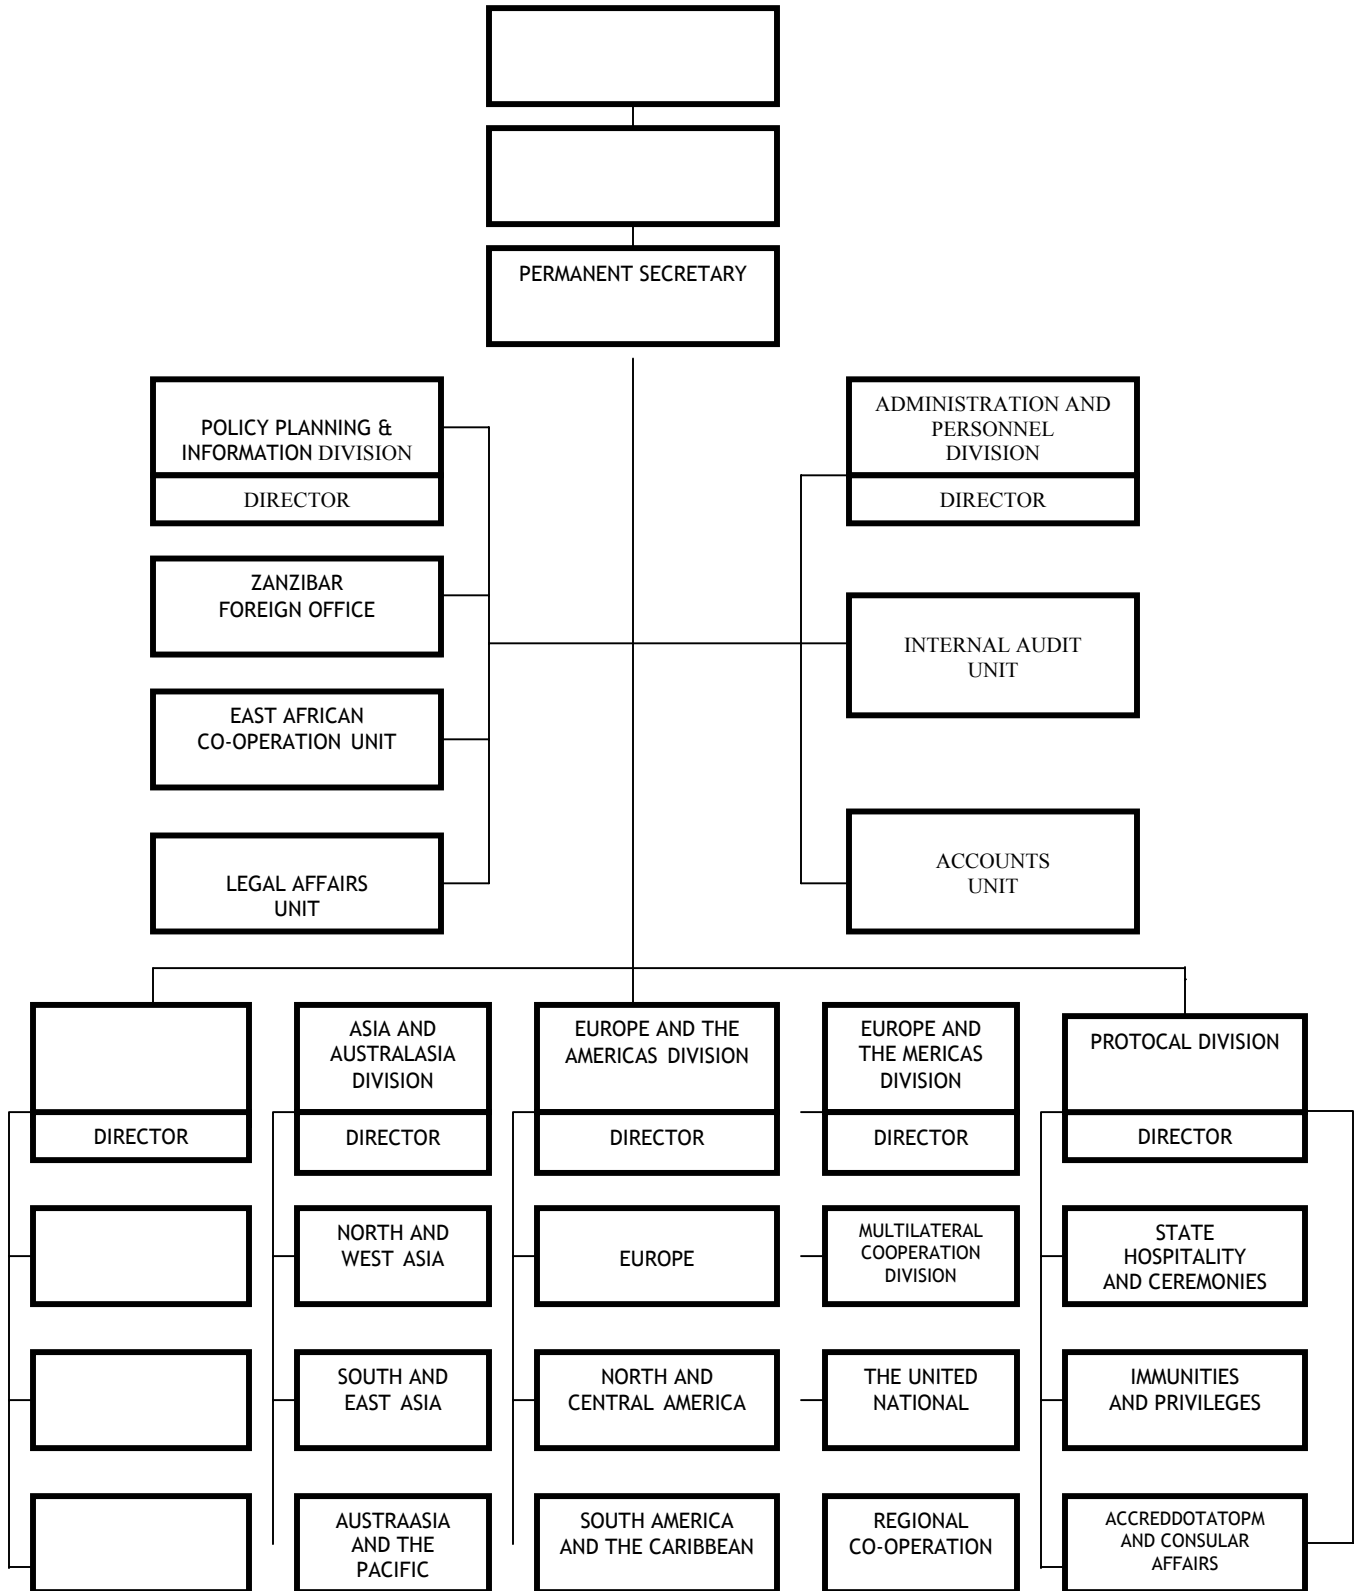 PERMANENT SECRETARY
POLICY PLANNING &
INFORMATION DIVISION
DIRECTOR
ZANZIBAR
FOREIGN OFFICE
EAST AFRICAN
CO-OPERATION UNIT
LEGAL AFFAIRS
UNIT
ADMINISTRATION AND
PERSONNEL
DIVISION
DIRECTOR
INTERNAL AUDIT
UNIT
ACCOUNTS
UNIT
DIRECTOR
ASIA AND
AUSTRALASIA
DIVISION
DIRECTOR
NORTH AND
WEST ASIA
SOUTH AND
EAST ASIA
AUSTRAASIA
AND THE
PACIFIC
EUROPE AND THE
AMERICAS DIVISION
DIRECTOR
EUROPE
NORTH AND
CENTRAL AMERICA
SOUTH AMERICA
AND THE CARIBBEAN
EUROPE AND
THE MERICAS
DIVISION
DIRECTOR
MULTILATERAL
COOPERATION
DIVISION
THE UNITED
NATIONAL
REGIONAL
CO-OPERATION
PROTOCAL DIVISION
DIRECTOR
STATE
HOSPITALITY
AND CEREMONIES
IMMUNITIES
AND PRIVILEGES
ACCREDDOTATOPM
AND CONSULAR
AFFAIRS